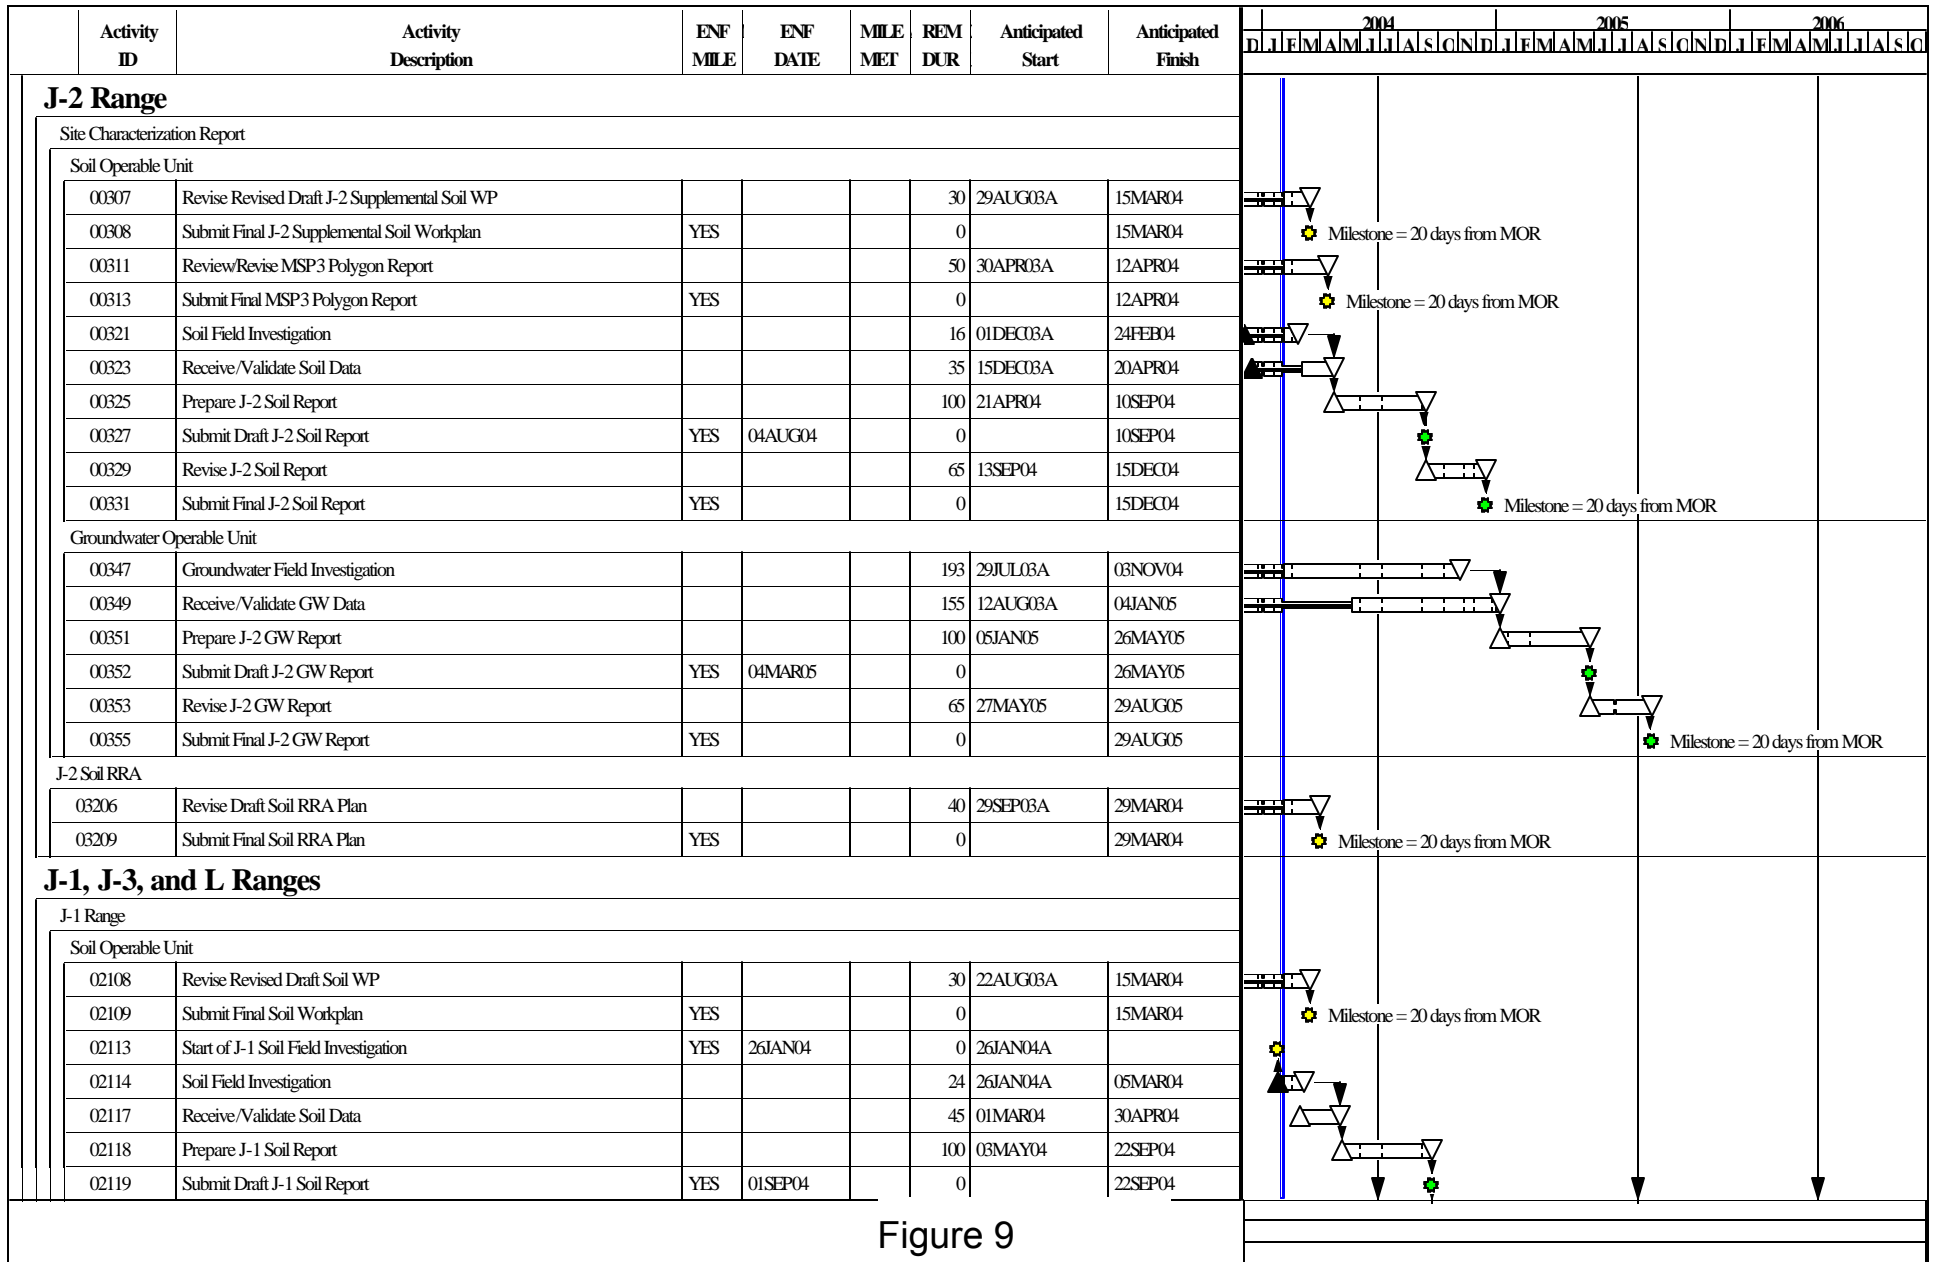 Activity ID Activity Description ENF MILE ENF DATE MILE MET REM DUR Anticipated Start Anticipated Finish
2004 2005 2006
D J F M A M J J A S O N D J F M A M J J A S O N D J F M A M J J A S O
J-2 Range
Site Characterization Report
Soil Operable Unit
00307 Revise Revised Draft J-2 Supplemental Soil WP 30 29AUG03A 15MAR04
00308 Submit Final J-2 Supplemental Soil Workplan YES 0 15MAR04 Milestone = 20 days from MOR
00311 Review/Revise MSP3 Polygon Report 50 30APR03A 12APR04
00313 Submit Final MSP3 Polygon Report YES 0 12APR04 Milestone = 20 days from MOR
00321 Soil Field Investigation 16 01DEC03A 24FEB04
00323 Receive/Validate Soil Data 35 15DEC03A 20APR04
00325 Prepare J-2 Soil Report 100 21APR04 10SEP04
00327 Submit Draft J-2 Soil Report YES 04AUG04 0 10SEP04
00329 Revise J-2 Soil Report 65 13SEP04 15DEC04
00331 Submit Final J-2 Soil Report YES 0 15DEC04 Milestone = 20 days from MOR
Groundwater Operable Unit
00347 Groundwater Field Investigation 193 29JUL03A 03NOV04
00349 Receive/Validate GW Data 155 12AUG03A 04JAN05
00351 Prepare J-2 GW Report 100 05JAN05 26MAY05
00352 Submit Draft J-2 GW Report YES 04MAR05 0 26MAY05
00353 Revise J-2 GW Report 65 27MAY05 29AUG05
00355 Submit Final J-2 GW Report YES 0 29AUG05 Milestone = 20 days from MOR
J-2 Soil RRA
03206 Revise Draft Soil RRA Plan 40 29SEP03A 29MAR04
03209 Submit Final Soil RRA Plan YES 0 29MAR04 Milestone = 20 days from MOR
J-1, J-3, and L Ranges
J-1 Range
Soil Operable Unit
02108 Revise Revised Draft Soil WP 30 22AUG03A 15MAR04
02109 Submit Final Soil Workplan YES 0 15MAR04 Milestone = 20 days from MOR
02113 Start of J-1 Soil Field Investigation YES 26JAN04 0 26JAN04A
02114 Soil Field Investigation 24 26JAN04A 05MAR04
02117 Receive/Validate Soil Data 45 01MAR04 30APR04
02118 Prepare J-1 Soil Report 100 03MAY04 22SEP04
02119 Submit Draft J-1 Soil Report YES 01SEP04 0 22SEP04
Figure 9